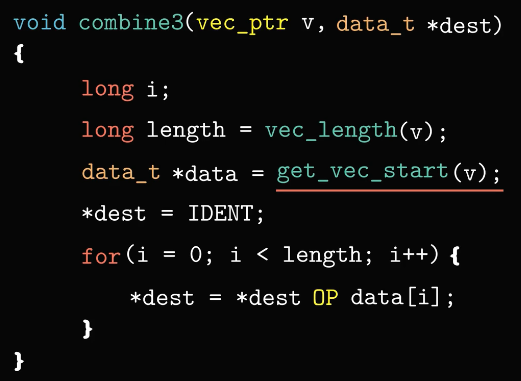 void combine3(vec_ptr v, data_t *dest)
{
long i;
long length = vec_length(v);
data_t *data = get_vec_start(v);
*dest = IDENT;
for(i = 0; i < length; i++) {
*dest = *dest OP data[i];
}
}